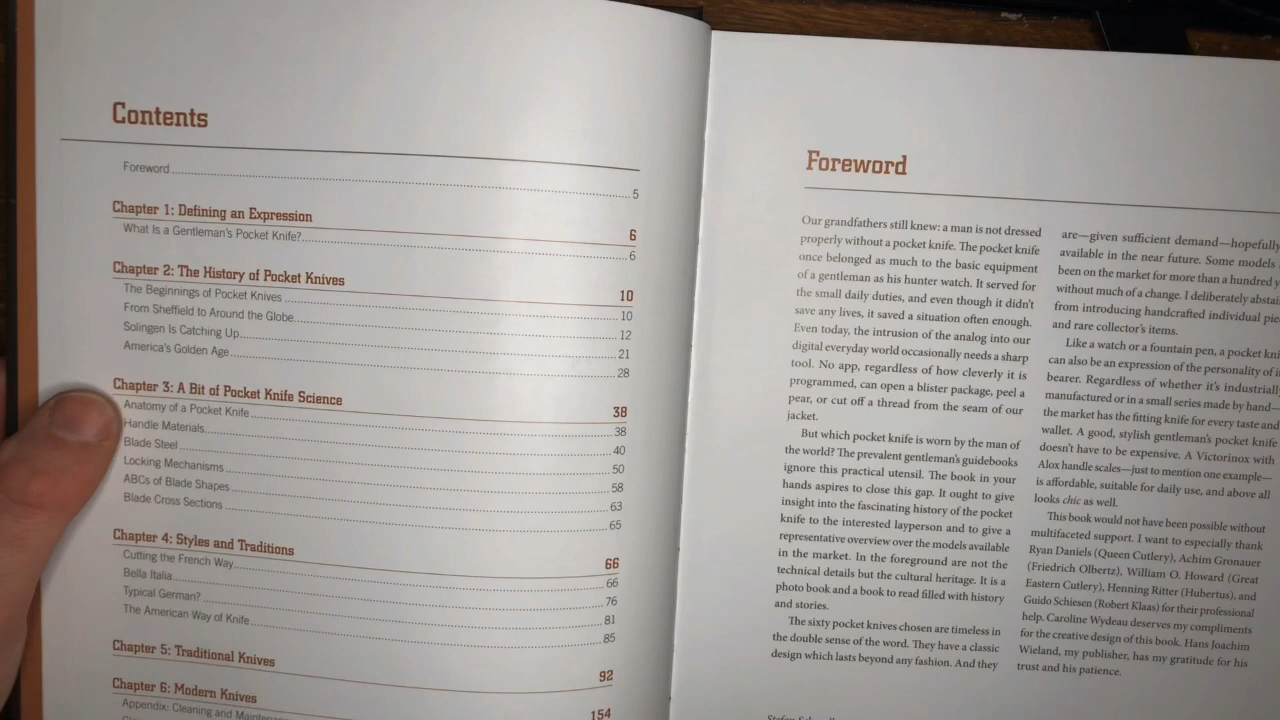 Contents
Foreword 5
Chapter 1: Defining an Expression 6
What Is a Gentleman's Pocket Knife? 6
Chapter 2: The History of Pocket Knives 10
The Beginnings of Pocket Knives 10
From Sheffield to Around the Globe 12
Solingen Is Catching Up 21
America's Golden Age 28
Chapter 3: A Bit of Pocket Knife Science 38
Anatomy of a Pocket Knife 38
Handle Materials 40
Blade Steel 50
Locking Mechanisms 58
ABCs of Blade Shapes 63
Blade Cross Sections 65
Chapter 4: Styles and Traditions 66
Cutting the French Way 66
Bella Italia 76
Typical German? 81
The American Way of Knife 85
Chapter 5: Traditional Knives 92
Chapter 6: Modern Knives 154
Appendix: Cleaning and
Foreword
Our grandfathers still knew: a man is not dressed
properly without a pocket knife. The pocket knife
once belonged as much to the basic equipment
of a gentleman as his hunter watch. It served for
the small daily duties, and even though it didn't
save any lives, it saved a situation often enough.
Even today, the intrusion of the analog into our
digital everyday world occasionally needs a sharp
tool. No app, regardless of how cleverly it is
programmed, can open a blister package, peel a
pear, or cut off a thread from the seam of our
jacket.
But which pocket knife is worn by the man of
the world? The prevalent gentleman's guidebooks
ignore this practical utensil. The book in your
hands aspires to close this gap. It ought to give
insight into the fascinating history of the pocket
knife to the interested layperson and to give a
representative overview over the models available
in the market. In the foreground are not the
technical details but the cultural heritage. It is a
photo book and a book to read filled with history
and stories.
The sixty pocket knives chosen are timeless in
the double sense of the word. They have a classic
design which lasts beyond any fashion. And they
are—given sufficient demand—hopefully
available in the near future. Some models
been on the market for more than a hundred
without much of a change. I deliberately
from introducing handcrafted individual
and rare collector's items.
Like a watch or a fountain pen, a pocket
can also be an expression of the personality of
bearer. Regardless of whether it's
manufactured or in a small series made by hand—
the market has the fitting knife for every taste and
wallet. A good, stylish gentleman's pocket knife
doesn't have to be expensive. A Victorinox with
Alox handle scales—just to mention one example—
is affordable, suitable for daily use, and above all
looks chic as well.
This book would not have been possible without
multifaceted support. I want to especially thank
Ryan Daniels (Queen Cutlery), Achim Gronauer
(Friedrich Olbertz), William O. Howard (Great
Eastern Cutlery), Henning Ritter (Hubertus), and
Guido Schiesen (Robert Klaas) for their professional
help. Caroline Wydeau deserves my compliments
for the creative design of this book. Hans Joachim
Wieland, my publisher, has my gratitude for his
trust and his patience.